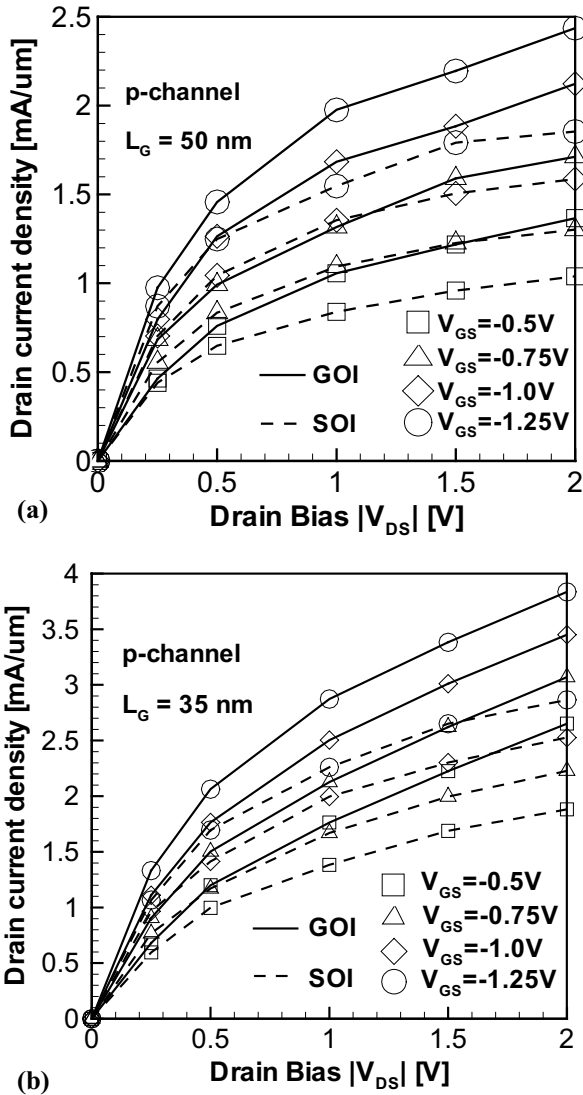 2.5
2
1.5
1
0.5
0
Drain current density [mA/um]
p-channel
L_G = 50 nm
GOI
SOI
V_GS=-0.5V
V_GS=-0.75V
V_GS=-1.0V
V_GS=-1.25V
0 0.5 1 1.5 2
Drain Bias |V_DS| [V]
(a)
4
3.5
3
2.5
2
1.5
1
0.5
0
Drain current density [mA/um]
p-channel
L_G = 35 nm
GOI
SOI
V_GS=-0.5V
V_GS=-0.75V
V_GS=-1.0V
V_GS=-1.25V
0 0.5 1 1.5 2
Drain Bias |V_DS| [V]
(b)